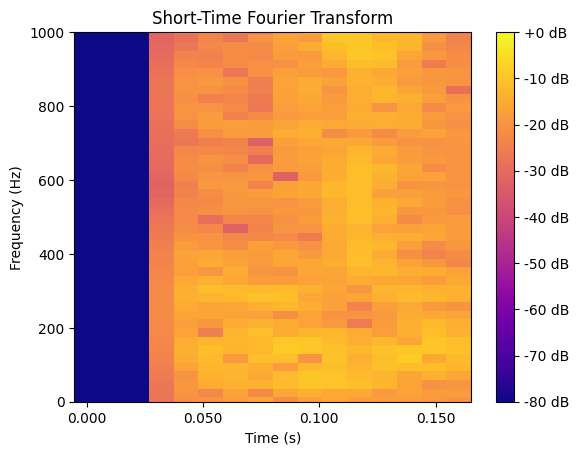 Short-Time Fourier Transform
1000
800
600
400
200
0
Frequency (Hz)
0.000
0.050
0.100
0.150
Time (s)
+0 dB
-10 dB
-20 dB
-30 dB
-40 dB
-50 dB
-60 dB
-70 dB
-80 dB